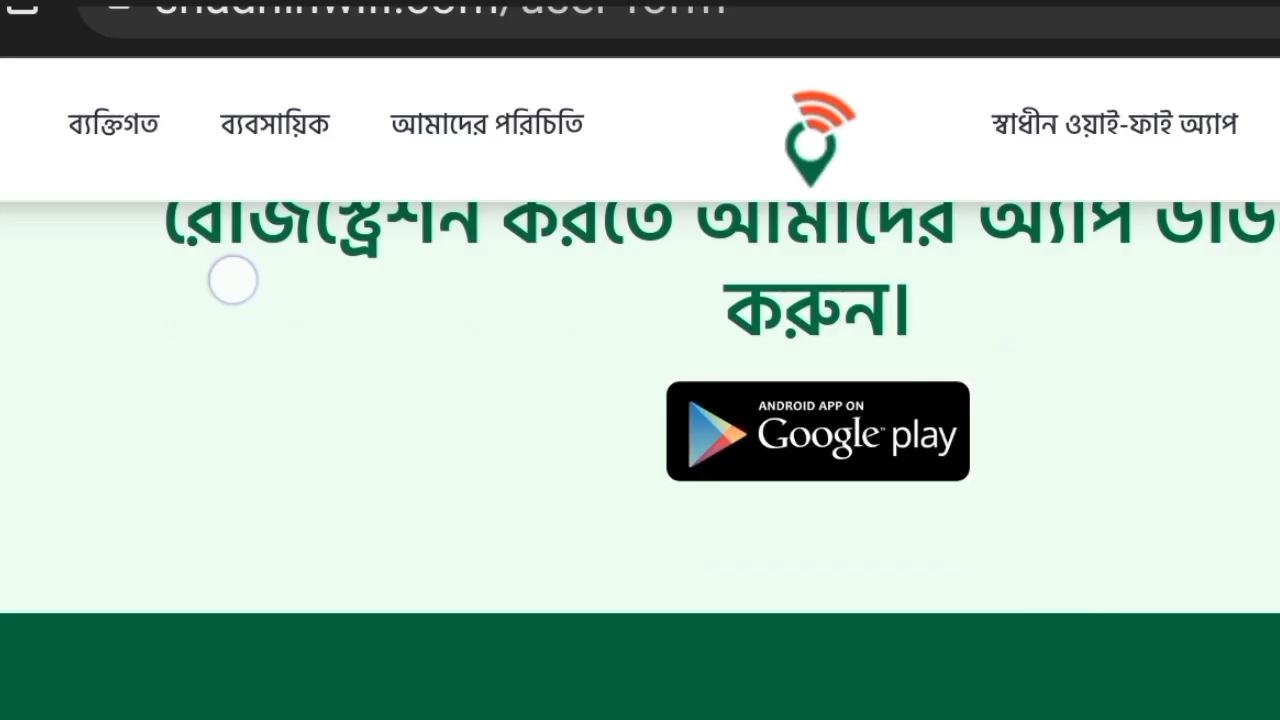 ব্যক্তিগত ব্যবসায়িক আমাদের পরিচিতি স্বাধীন ওয়াই-ফাই অ্যাপ
রেজিস্ট্রেশন করতে আমাদের অ্যাপ
করুন।
ANDROID APP ON
Google play